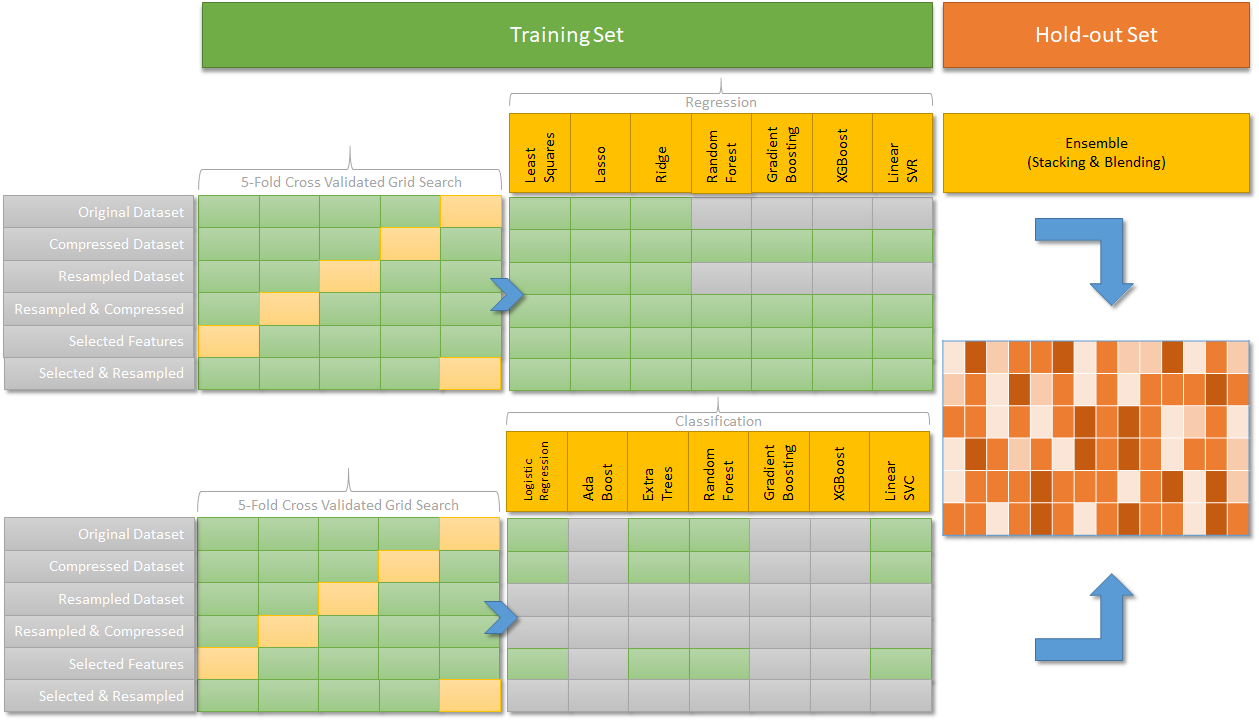 Training Set
Hold-out Set
Regression
Least
Squares
Lasso
Ridge
Random
Forest
Gradient
Boosting
XGBoost
Linear
SVR
Ensemble
(Stacking & Blending)
5-Fold Cross Validated Grid Search
Original Dataset
Compressed Dataset
Resampled Dataset
Resampled & Compressed
Selected Features
Selected & Resampled
Classification
Logistic
Regression
Ada
Boost
Extra
Trees
Random
Forest
Gradient
Boosting
XGBoost
Linear
SVC
5-Fold Cross Validated Grid Search
Original Dataset
Compressed Dataset
Resampled Dataset
Resampled & Compressed
Selected Features
Selected & Resampled